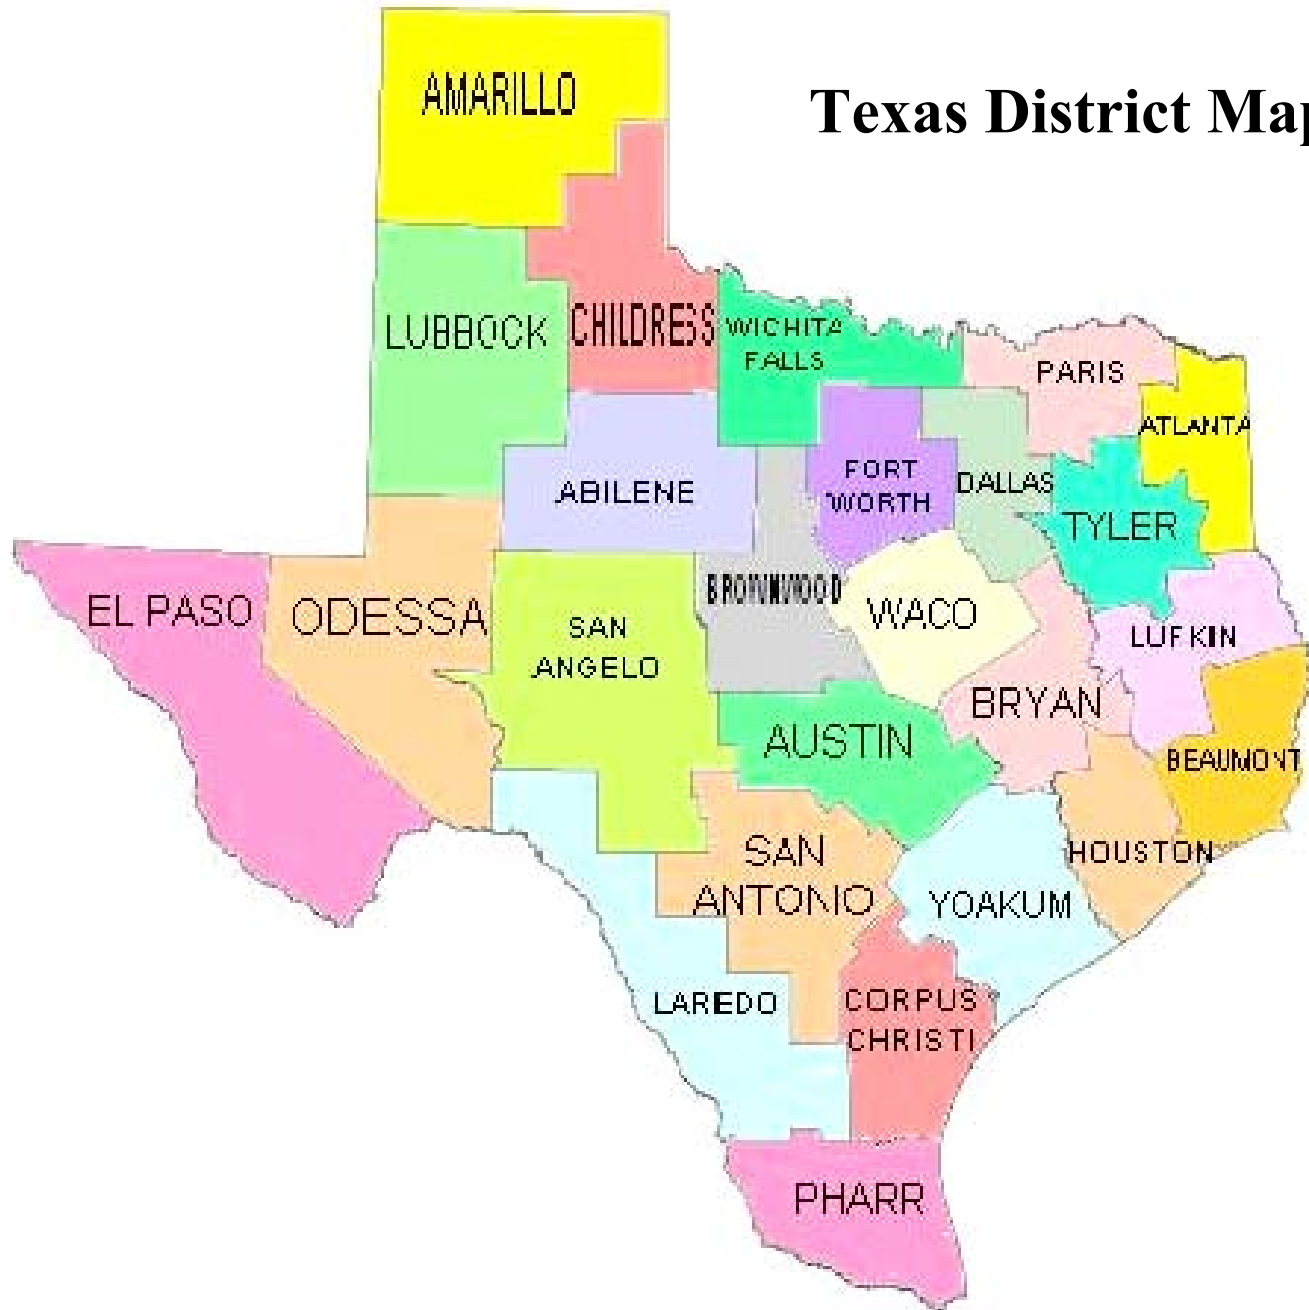 AMARILLO
Texas District Map
LUBBOCK
CHILDRESS
WICHITA
FALLS
PARIS
ATLANTA
ABILENE
FORT
WORTH
DALLAS
TYLER
EL PASO
ODESSA
SAN
ANGELO
BROWNWOOD
WACO
LUFKIN
BRYAN
AUSTIN
BEAUMONT
SAN
ANTONIO
HOUSTON
YOAKUM
LAREDO
CORPUS
CHRISTI
PHARR